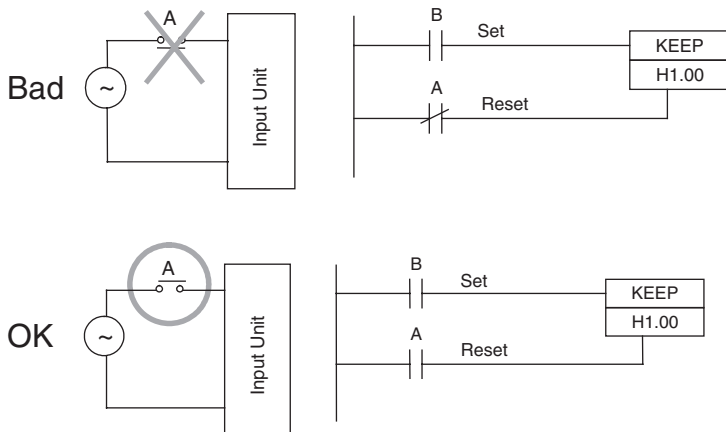 Bad
A
~
Input Unit
B
Set
KEEP
H1.00
A
Reset
OK
A
~
Input Unit
B
Set
KEEP
H1.00
A
Reset